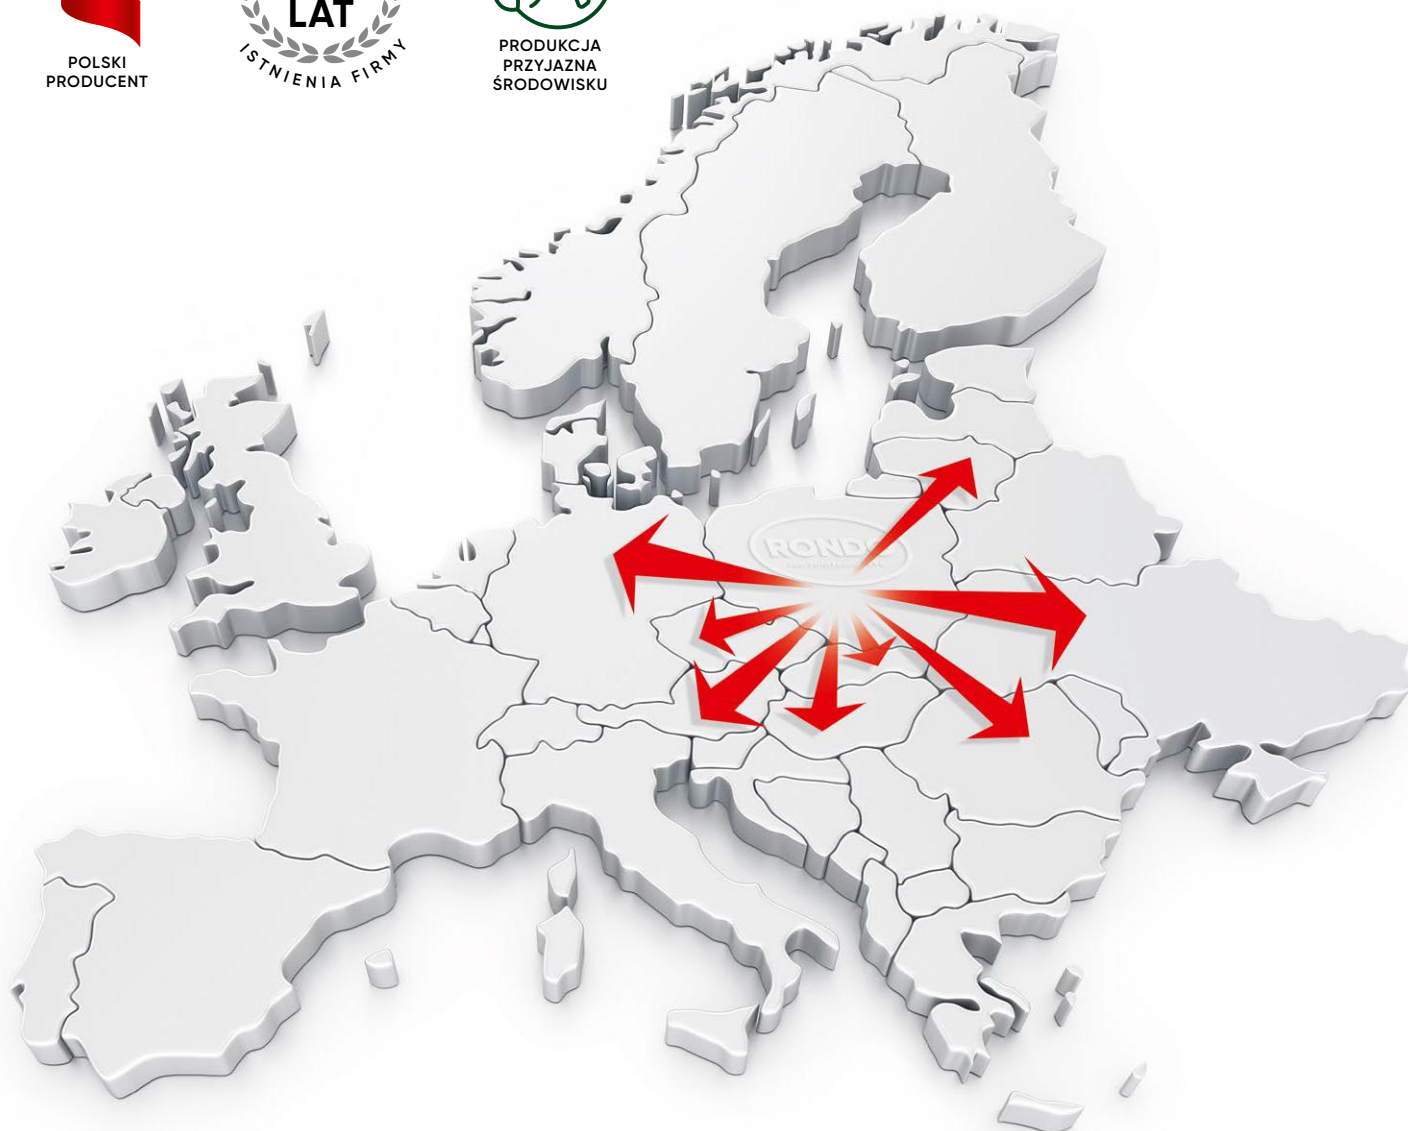 LAT
ISTNIENIA FIRMY
POLSKI
PRODUCENT
PRODUKCJA
PRZYJAZNA
ŚRODOWISKU
RONDO